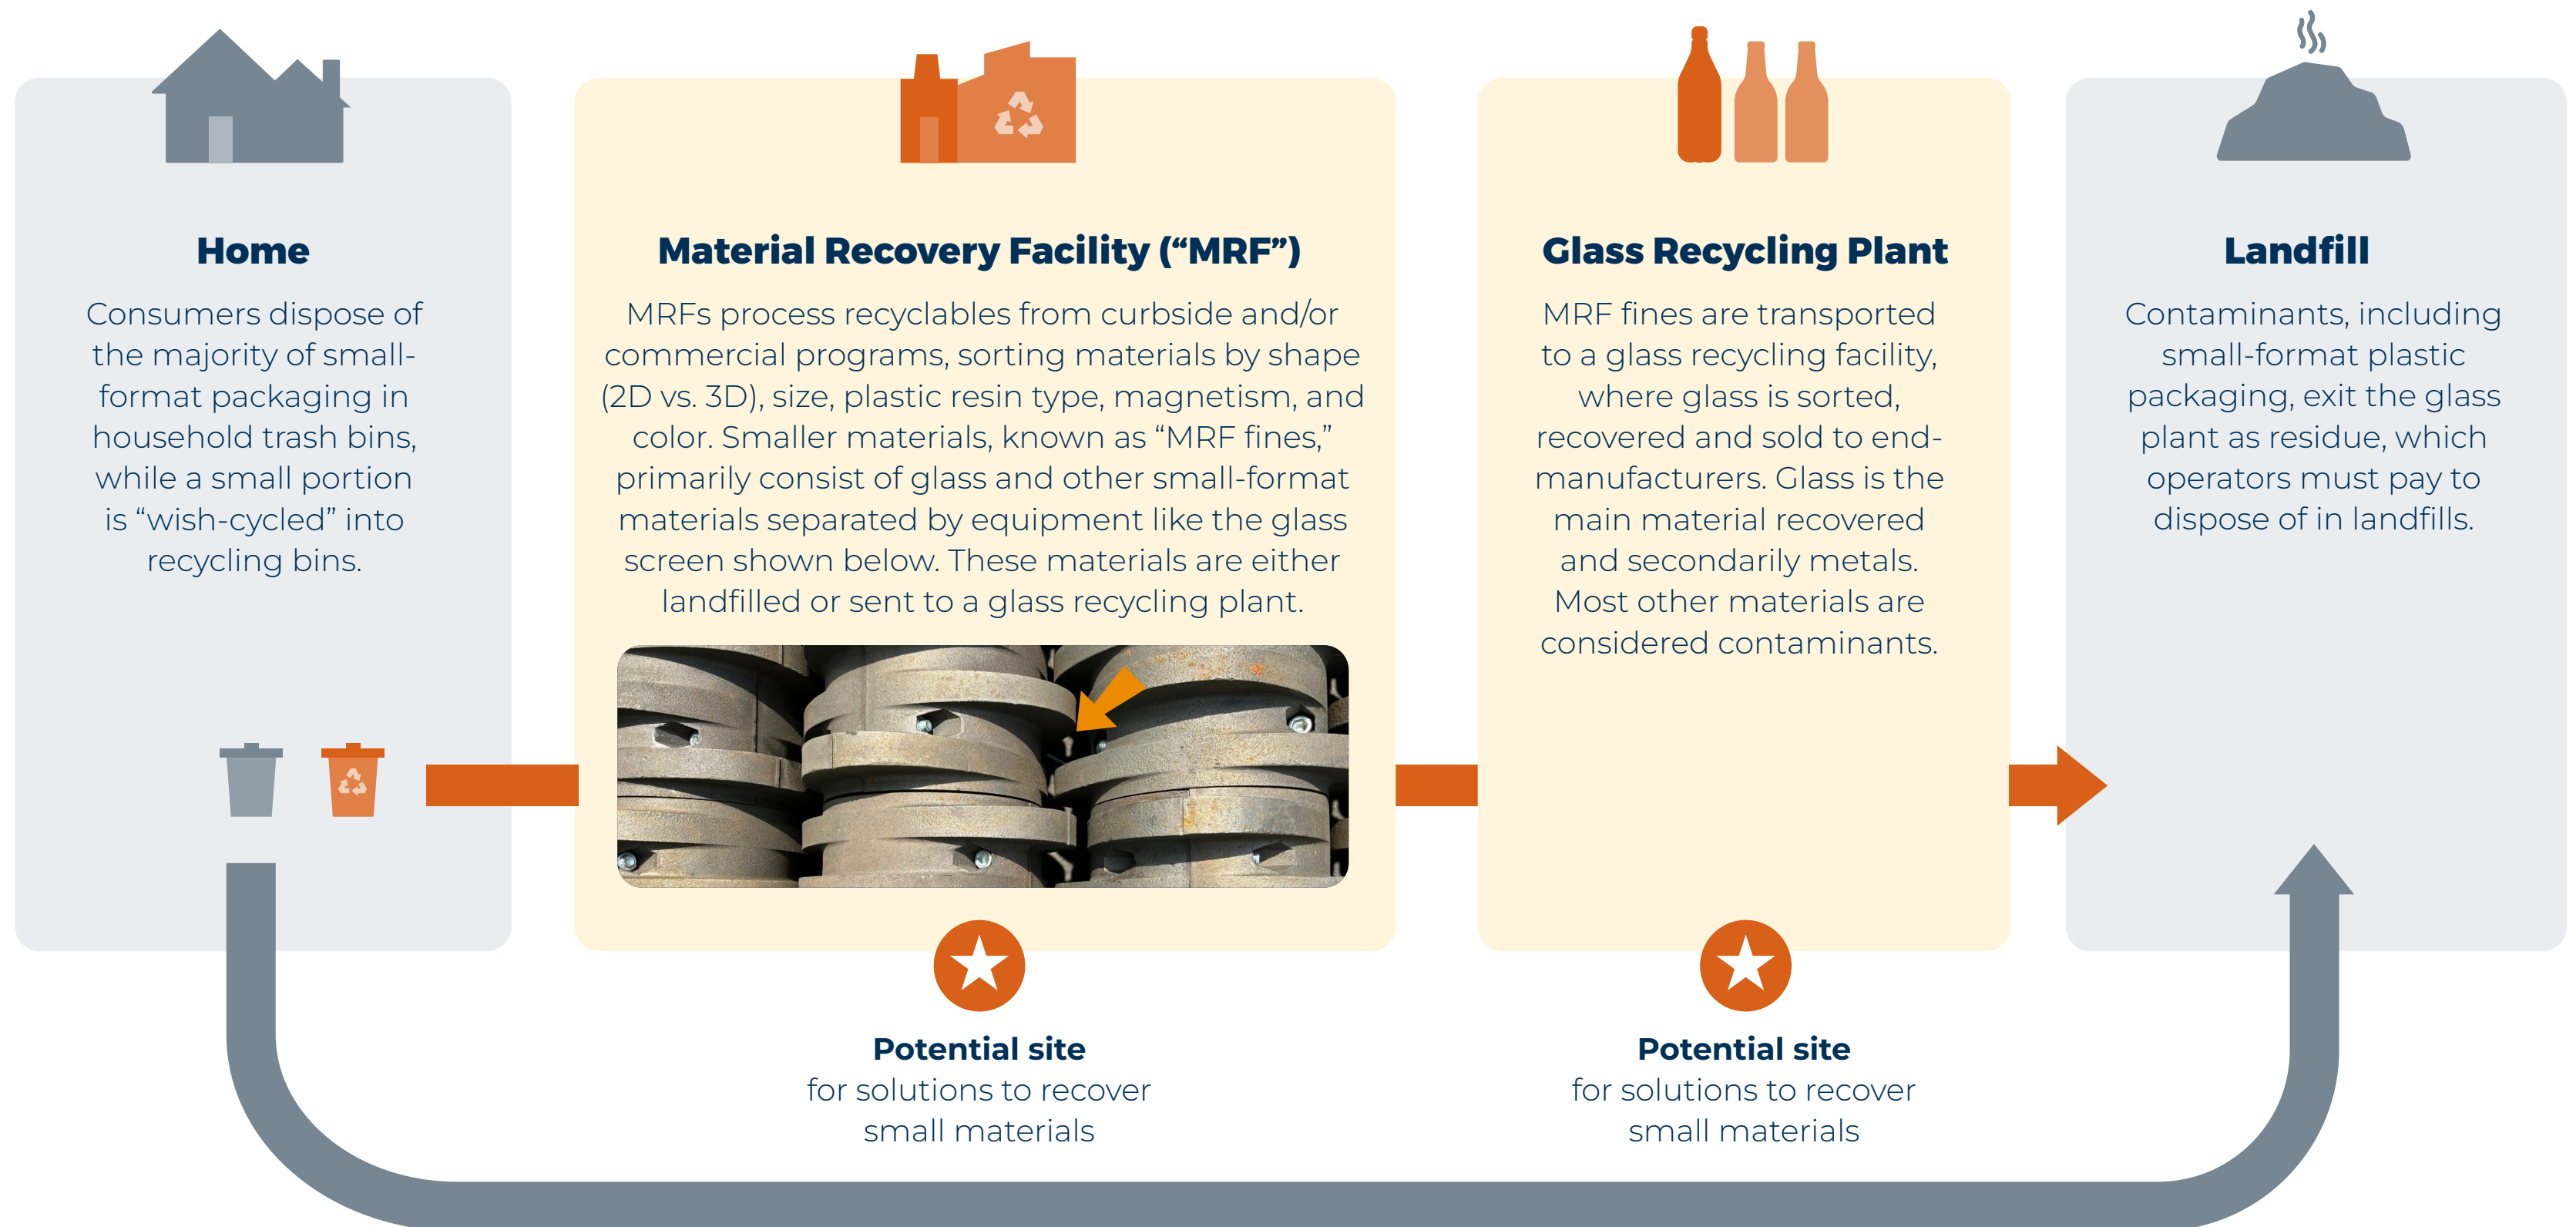 Home
Consumers dispose of
the majority of small-
format packaging in
household trash bins,
while a small portion
is “wish-cycled” into
recycling bins.
Material Recovery Facility (“MRF”)
MRFs process recyclables from curbside and/or
commercial programs, sorting materials by shape
(2D vs. 3D), size, plastic resin type, magnetism, and
color. Smaller materials, known as “MRF fines,”
primarily consist of glass and other small-format
materials separated by equipment like the glass
screen shown below. These materials are either
landfilled or sent to a glass recycling plant.
Potential site
for solutions to recover
small materials
Glass Recycling Plant
MRF fines are transported
to a glass recycling facility,
where glass is sorted,
recovered and sold to end-
manufacturers. Glass is the
main material recovered
and secondarily metals.
Most other materials are
considered contaminants.
Potential site
for solutions to recover
small materials
Landfill
Contaminants, including
small-format plastic
packaging, exit the glass
plant as residue, which
operators must pay to
dispose of in landfills.